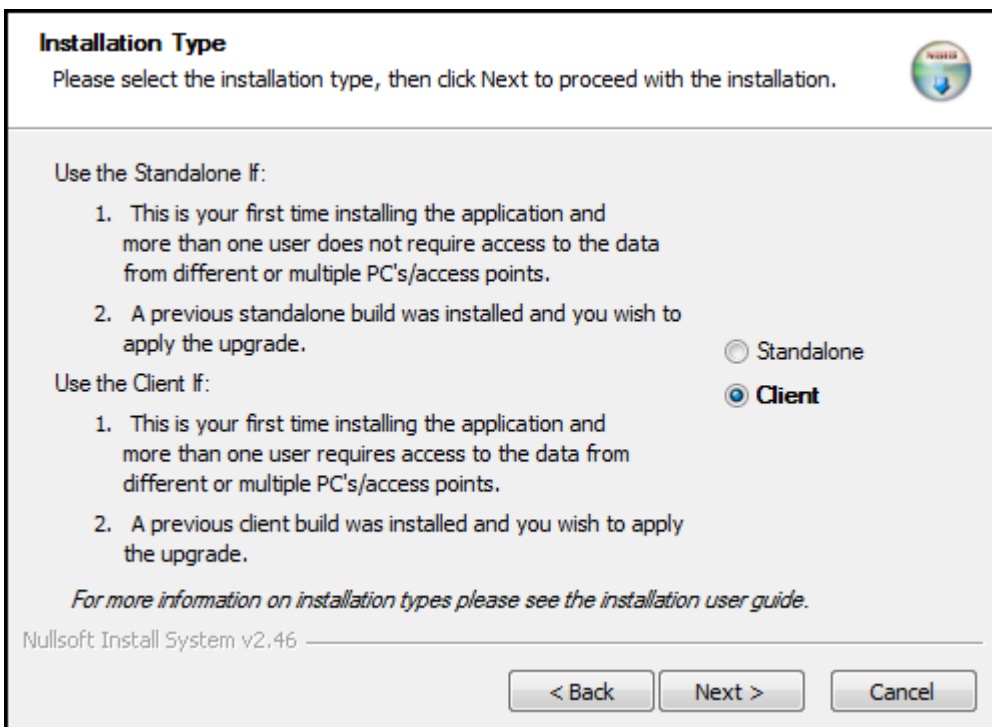 Installation Type
Please select the installation type, then click Next to proceed with the installation.
Use the Standalone If:
1. This is your first time installing the application and
more than one user does not require access to the data
from different or multiple PC's/access points.
2. A previous standalone build was installed and you wish to
apply the upgrade.
Standalone
Use the Client If:
Client
1. This is your first time installing the application and
more than one user requires access to the data from
different or multiple PC's/access points.
2. A previous client build was installed and you wish to apply
the upgrade.
For more information on installation types please see the installation user guide.
Nullsoft Install System v2.46
< Back
Next >
Cancel